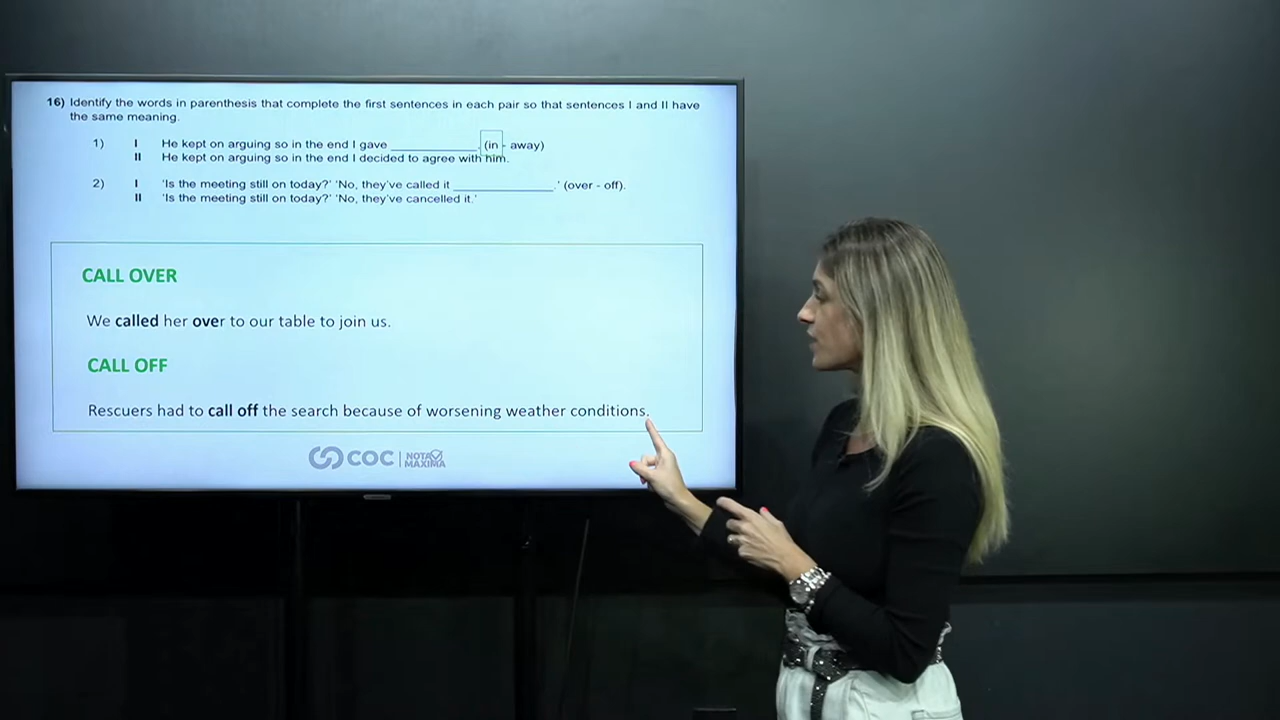 16) Identify the words in parenthesis that complete the first sentences in each pair so that sentences I and II have
the same meaning.
1) I He kept on arguing so in the end I gave ____________. (in - away)
II He kept on arguing so in the end I decided to agree with him.
2) I 'Is the meeting still on today?' 'No, they've called it ______________.' (over - off).
II 'Is the meeting still on today?' 'No, they've cancelled it.'
CALL OVER
We called her over to our table to join us.
CALL OFF
Rescuers had to call off the search because of worsening weather conditions.
COC | NOTA
MAXIMA